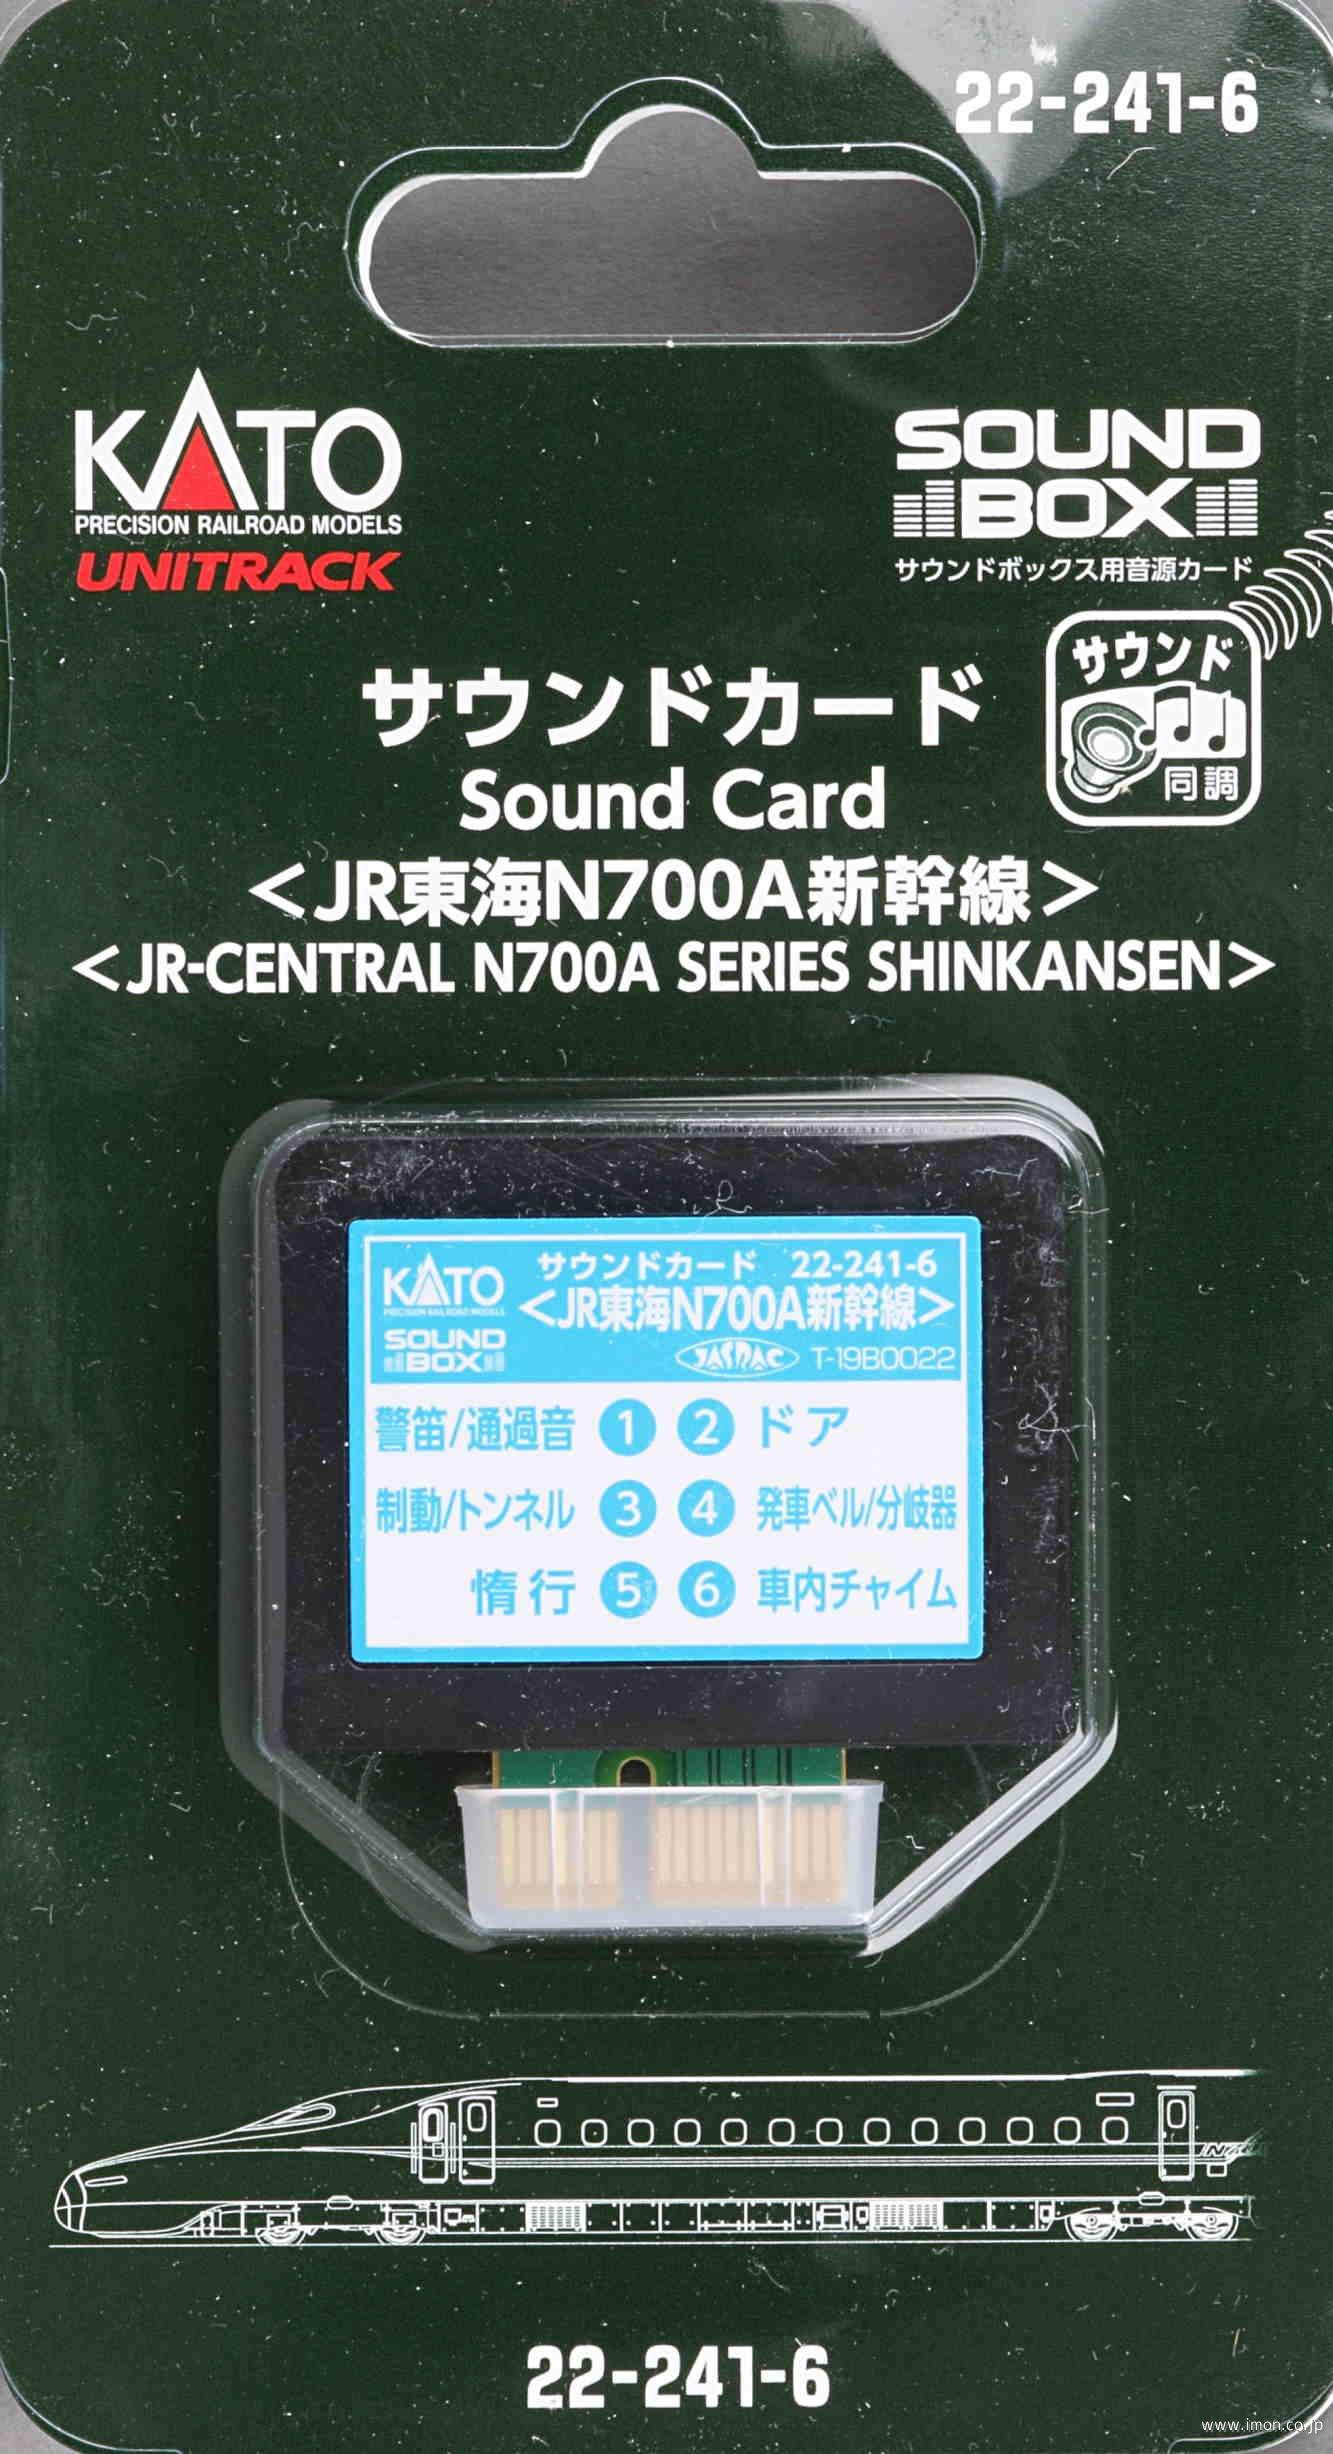 22-241-6
KATO
PRECISION RAILROAD MODELS
UNITRACK
SOUND
BOX
サウンドボックス用音源カード
サウンド
同調
サウンドカード
Sound Card
＜JR東海N700A新幹線＞
＜JR-CENTRAL N700A SERIES SHINKANSEN＞
KATO
PRECISION RAILROAD MODELS
SOUND
BOX
サウンドカード 22-241-6
＜JR東海N700A新幹線＞
JASRAC T-19B0022
警笛/通過音 1 2 ドア
制動/トンネル 3 4 発車ベル/分岐器
惰行 5 6 車内チャイム
22-241-6
www.imon.co.jp